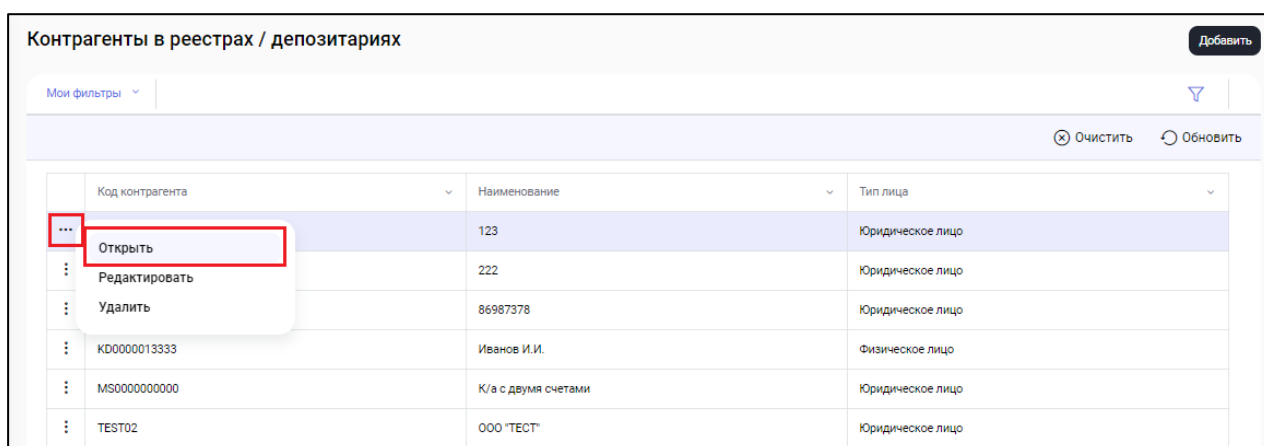 Контрагенты в реестрах / депозитариях
Добавить
Мои фильтры
Очистить Обновить
Код контрагента Наименование Тип лица
123 Юридическое лицо
Открыть
222 Юридическое лицо
Редактировать
Удалить
86987378 Юридическое лицо
KD0000013333 Иванов И.И. Физическое лицо
MS0000000000 К/а с двумя счетами Юридическое лицо
TEST02 ООО "ТЕСТ" Юридическое лицо